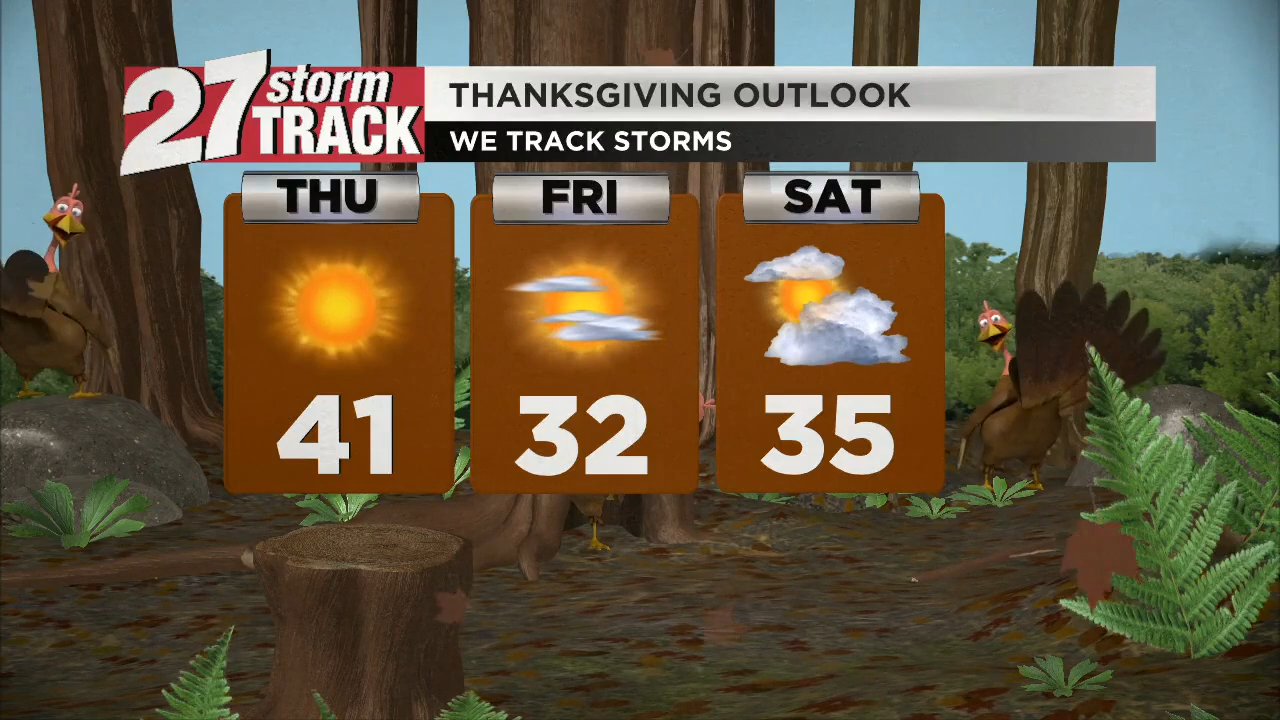 27 storm TRACK
THANKSGIVING OUTLOOK
WE TRACK STORMS
THU FRI SAT
41 32 35